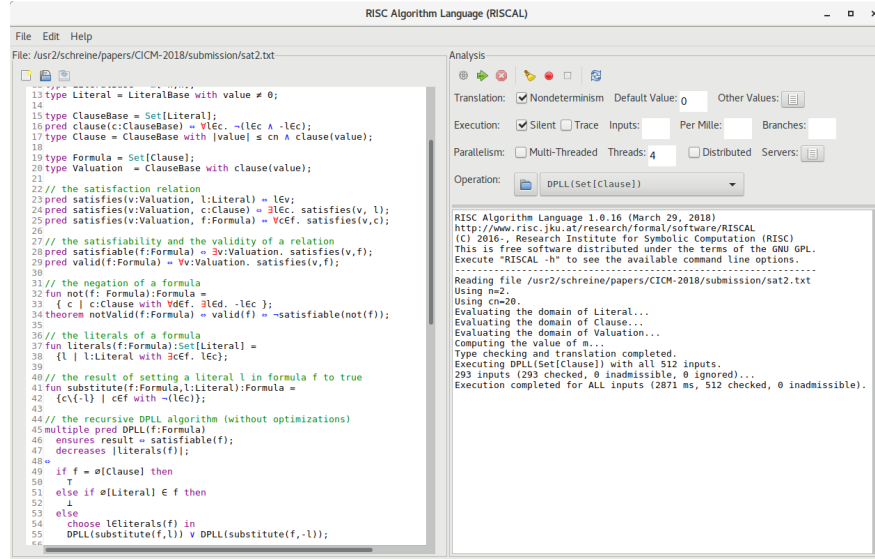 RISC Algorithm Language (RISCAL)
File Edit Help
File: /usr2/schreine/papers/CICM-2018/submission/sat2.txt
13 type Literal = LiteralBase with value ≠ 0;
14
15 type ClauseBase = Set[Literal];
16 pred clause(c:ClauseBase) ⇔ ∀l∈c. ¬(l∈c ∧ -l∈c);
17 type Clause = ClauseBase with |value| ≤ cn ∧ clause(value);
18
19 type Formula = Set[Clause];
20 type Valuation = ClauseBase with clause(value);
21
22 // the satisfaction relation
23 pred satisfies(v:Valuation, l:Literal) ⇔ l∈v;
24 pred satisfies(v:Valuation, c:Clause) ⇔ ∃l∈c. satisfies(v, l);
25 pred satisfies(v:Valuation, f:Formula) ⇔ ∀c∈f. satisfies(v,c);
26
27 // the satisfiability and the validity of a relation
28 pred satisfiable(f:Formula) ⇔ ∃v:Valuation. satisfies(v,f);
29 pred valid(f:Formula) ⇔ ∀v:Valuation. satisfies(v,f);
30
31 // the negation of a formula
32 fun not(f: Formula):Formula =
33 { c | c:Clause with ∀d∈f. ∃l∈d. -l∈c };
34 theorem notValid(f:Formula) ⇔ valid(f) ⇔ ¬satisfiable(not(f));
35
36 // the literals of a formula
37 fun literals(f:Formula):Set[Literal] =
38 {l | l:Literal with ∃c∈f. l∈c};
39
40 // the result of setting a literal l in formula f to true
41 fun substitute(f:Formula,l:Literal):Formula =
42 {c\{-l} | c∈f with ¬(l∈c)};
43
44 // the recursive DPLL algorithm (without optimizations)
45 multiple pred DPLL(f:Formula)
46 ensures result ⇔ satisfiable(f);
47 decreases |literals(f)|;
48 ⇔
49 if f = ∅[Clause] then
50 ⊤
51 else if ∅[Literal] ∈ f then
52 ⊥
53 else
54 choose l∈literals(f) in
55 DPLL(substitute(f,l)) ∨ DPLL(substitute(f,-l));
Analysis
Translation: Nondeterminism Default Value: 0 Other Values:
Execution: Silent Trace Inputs: Per Mille: Branches:
Parallelism: Multi-Threaded Threads: 4 Distributed Servers:
Operation: DPLL(Set[Clause])
RISC Algorithm Language 1.0.16 (March 29, 2018)
http://www.risc.jku.at/research/formal/software/RISCAL
(C) 2016-, Research Institute for Symbolic Computation (RISC)
This is free software distributed under the terms of the GNU GPL.
Execute "RISCAL -h" to see the available command line options.
-----------------------------------------------------------------
Reading file /usr2/schreine/papers/CICM-2018/submission/sat2.txt
Using n=2.
Using cn=20.
Evaluating the domain of Literal...
Evaluating the domain of Clause...
Evaluating the domain of Valuation...
Computing the value of m...
Type checking and translation completed.
Executing DPLL(Set[Clause]) with all 512 inputs.
293 inputs (293 checked, 0 inadmissible, 0 ignored)...
Execution completed for ALL inputs (2871 ms, 512 checked, 0 inadmissible).